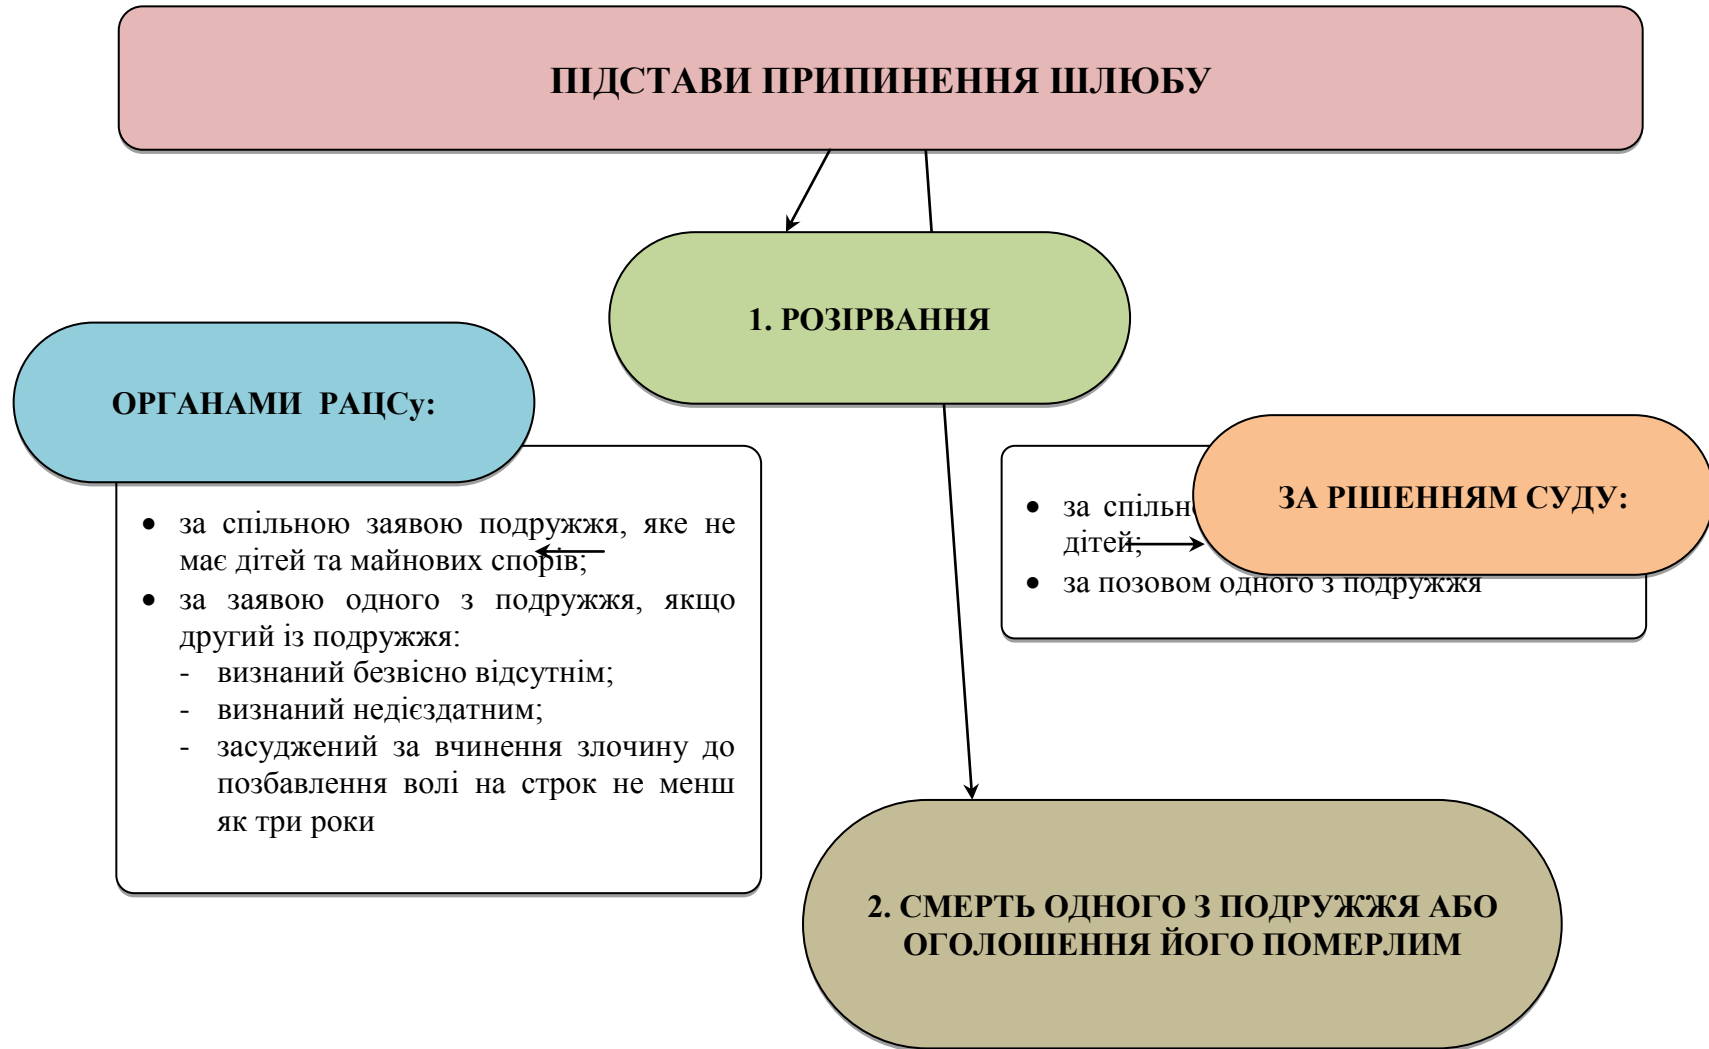 ПІДСТАВИ ПРИПИНЕННЯ ШЛЮБУ
1. РОЗІРВАННЯ
ОРГАНАМИ РАЦСу:
• за спільною заявою подружжя, яке не
має дітей та майнових спорів;
• за заявою одного з подружжя, якщо
другий із подружжя:
- визнаний безвісно відсутнім;
- визнаний недієздатним;
- засуджений за вчинення злочину до
позбавлення волі на строк не менш
як три роки
ЗА РІШЕННЯМ СУДУ:
• за
дітей;
• за позовом одного з подружжя
2. СМЕРТЬ ОДНОГО З ПОДРУЖЖЯ АБО
ОГОЛОШЕННЯ ЙОГО ПОМЕРЛИМ